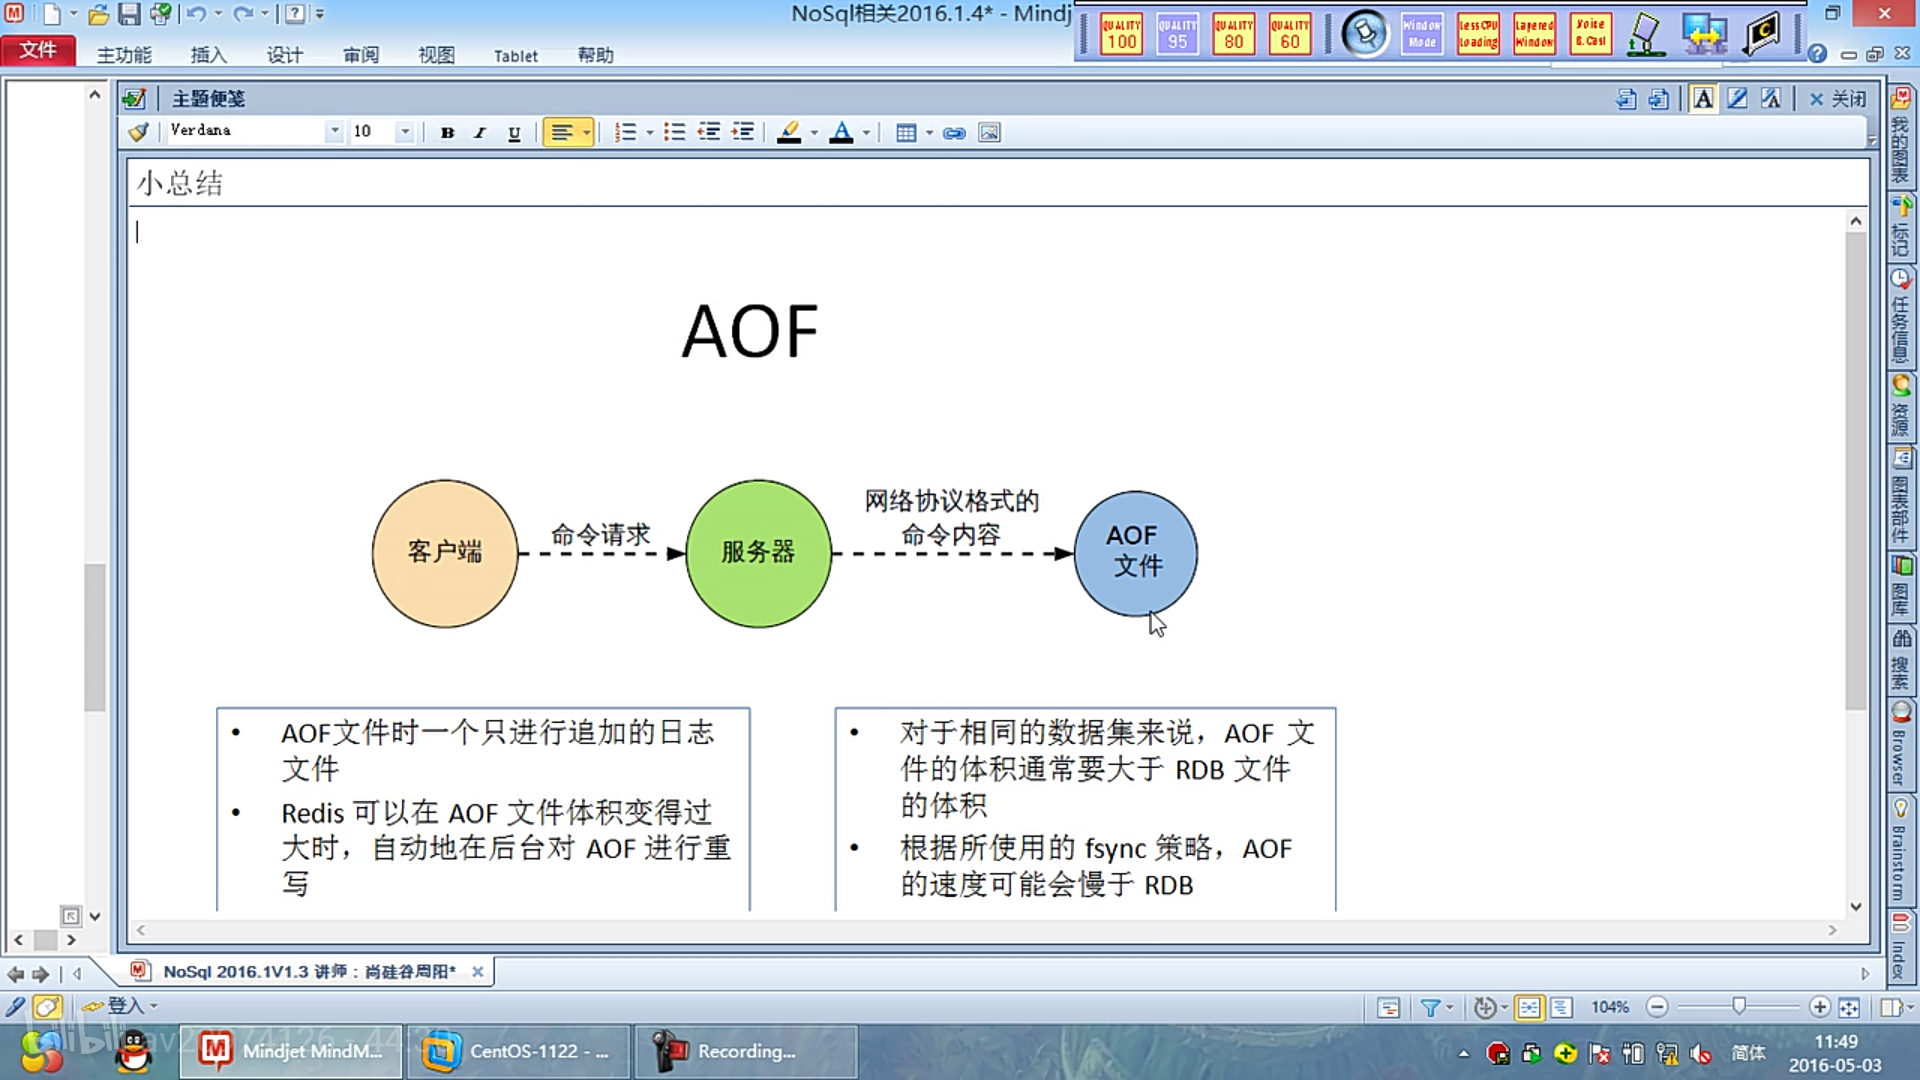 NoSql相关2016.1.4* - Mindj
QUALITY 100
QUALITY 95
QUALITY 80
QUALITY 60
Window Mode
LessCPU Loading
Layered Window
Voice B.Cast
文件
主功能
插入
设计
审阅
视图
Tablet
帮助
主题便笺
关闭
Verdana
10
B I U
小总结
AOF
客户端
命令请求
服务器
网络协议格式的
命令内容
AOF
文件
• AOF文件时一个只进行追加的日志
文件
• Redis 可以在 AOF 文件体积变得过
大时，自动地在后台对 AOF 进行重
写
• 对于相同的数据集来说，AOF 文
件的体积通常要大于 RDB 文件
的体积
• 根据所使用的 fsync 策略，AOF
的速度可能会慢于 RDB
我的图表
标记
任务信息
资源
图表部件
图库
搜索
Browser
Brainstorm
Index
NoSql 2016.1V1.3 讲师：尚硅谷周阳*
登入
104%
Mindjet MindM...
CentOS-1122 - ...
Recording...
简体
11:49
2016-05-03